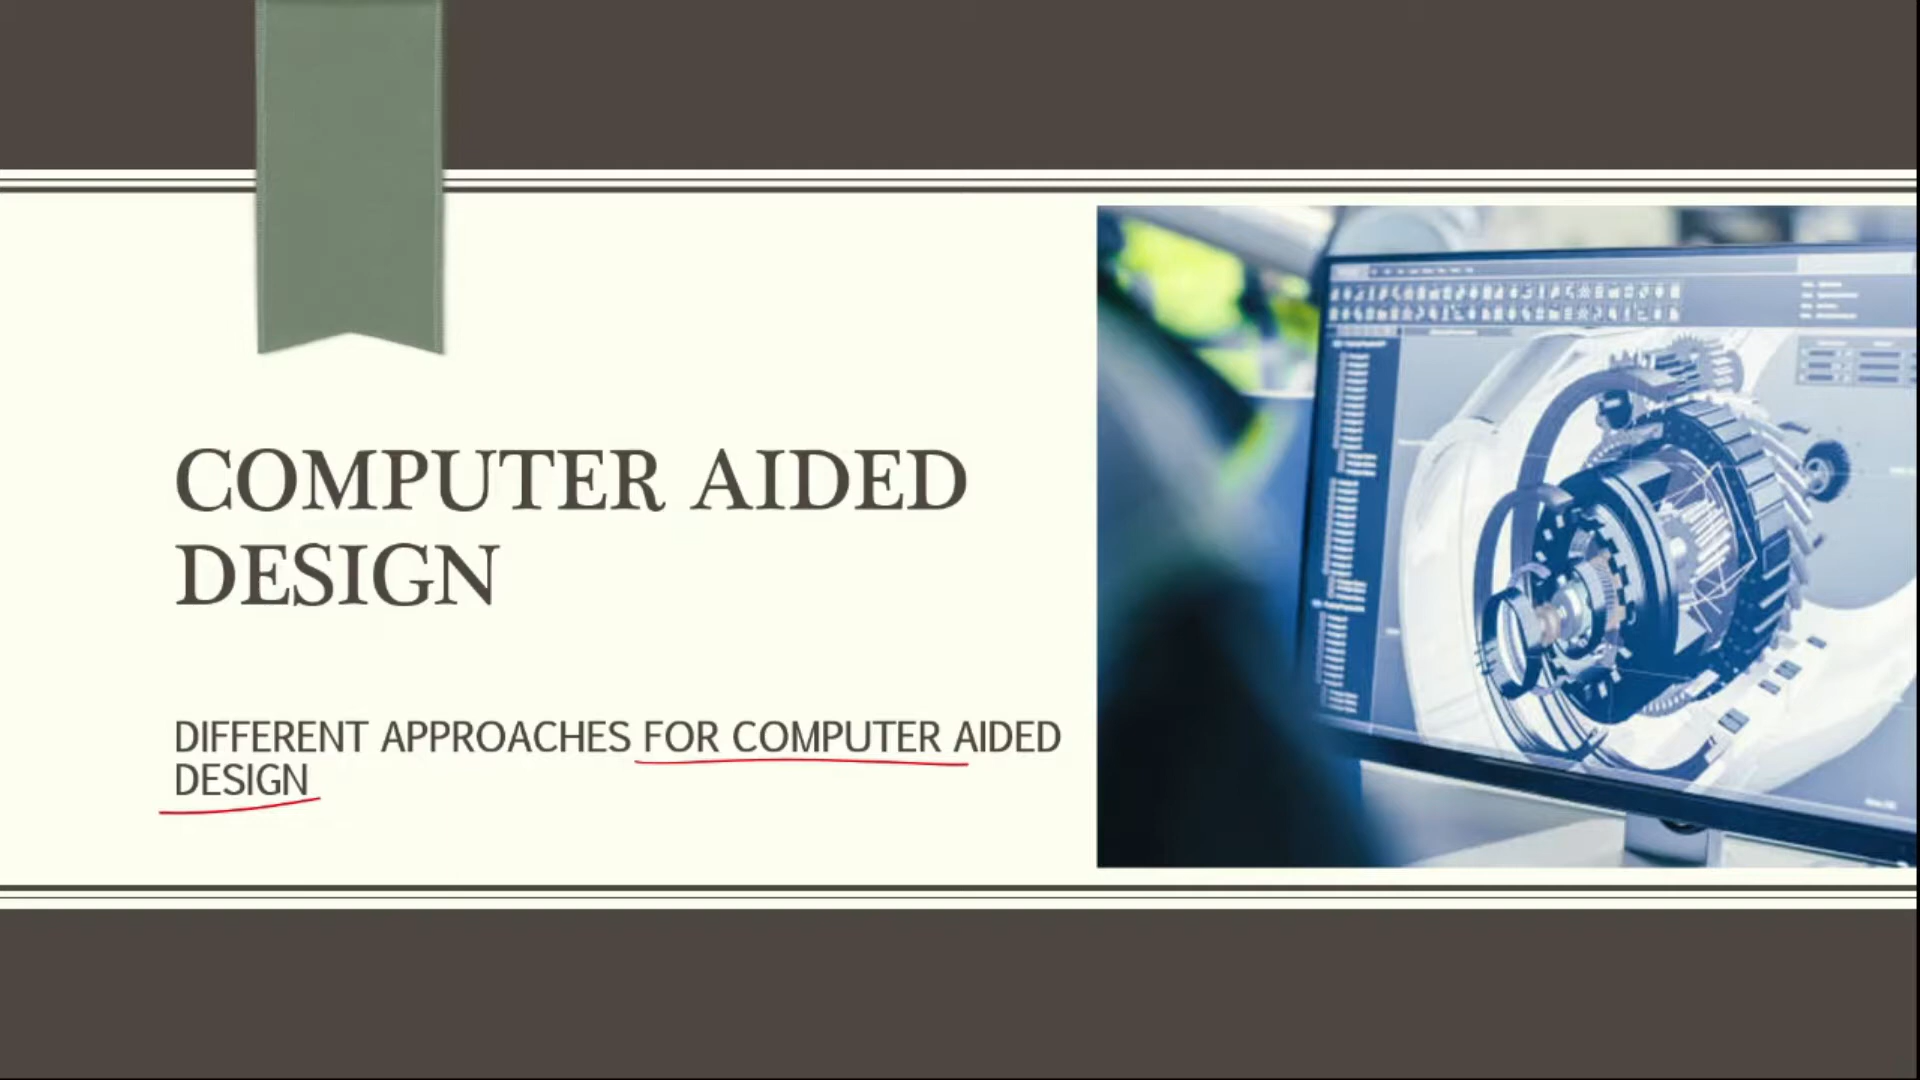 COMPUTER AIDED
DESIGN
DIFFERENT APPROACHES FOR COMPUTER AIDED
DESIGN